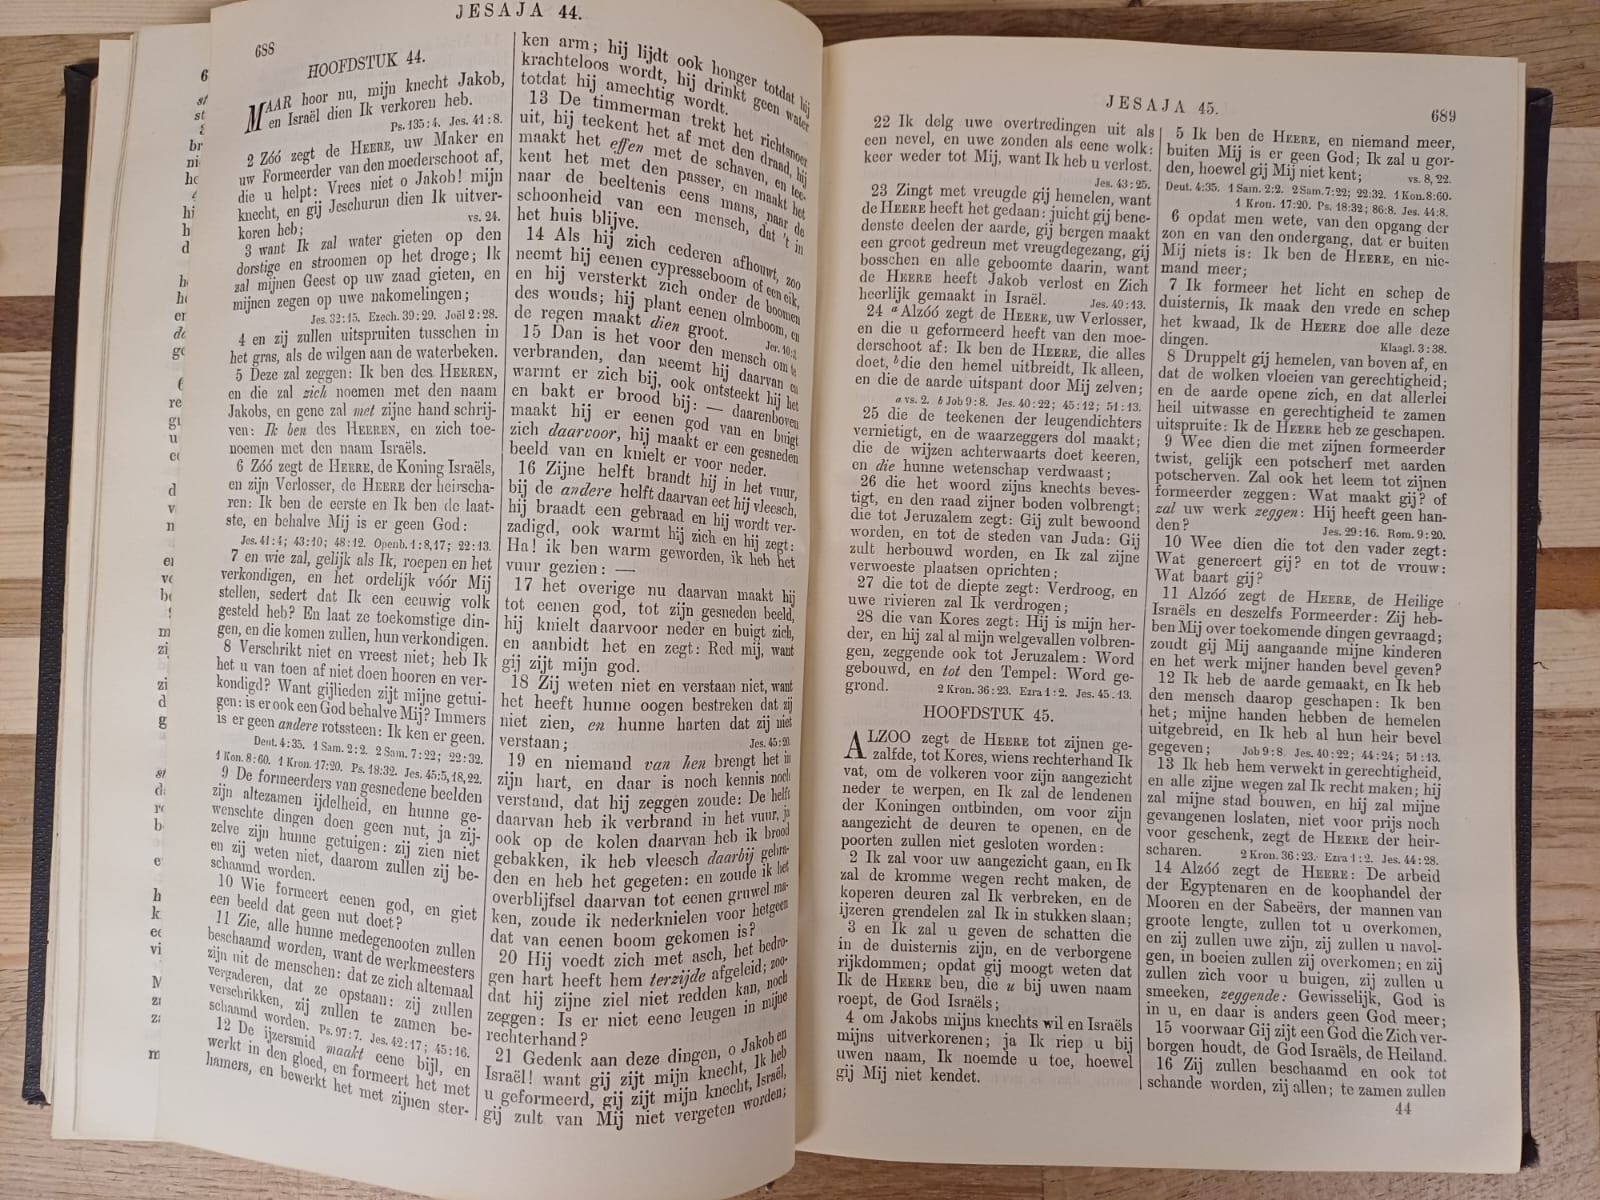 JESAJA 44.
688
HOOFDSTUK 44.
MAAR hoor nu, mijn knecht Jakob,
en Israël dien Ik verkoren heb.
Ps. 135:4. Jes. 41:8.
2 Zóó zegt de HEERE, uw Maker en
uw Formeerder van den moederschoot af,
die u helpt: Vrees niet o Jakob! mijn
knecht, en gij Jeschurun dien Ik uitver-
koren heb;
vs. 24.
3 want Ik zal water gieten op den
dorstige en stroomen op het droge; Ik
zal mijnen Geest op uw zaad gieten, en
mijnen zegen op uwe nakomelingen;
Jes. 32:15. Ezech. 39:29. Joël 2:28.
4 en zij zullen uitspruiten tusschen in
het gras, als de wilgen aan de waterbeken.
5 Deze zal zeggen: Ik ben des HEEREN,
en die zal zich noemen met den naam
Jakobs, en gene zal met zijne hand schrij-
ven: Ik ben des HEEREN, en zich toe-
noemen met den naam Israëls.
6 Zóó zegt de HEERE, de Koning Israëls,
en zijn Verlosser, de HEERE der heirscha-
ren: Ik ben de eerste en Ik ben de laat-
ste, en behalve Mij is er geen God:
Jes. 41:4; 43:10; 48:12. Openb. 1:8,17; 22:13.
7 en wie zal, gelijk als Ik, roepen en het
verkondigen, en het ordelijk vóór Mij
stellen, sedert dat Ik een eeuwig volk
gesteld heb? En laat ze toekomstige din-
gen, en die komen zullen, hun verkondigen.
8 Verschrikt niet en vreest niet; heb Ik
het u van toen af niet doen hooren en ver-
kondigd? Want gijlieden zijt mijne getui-
gen: is er ook een God behalve Mij? Immers
is er geen andere rotssteen: Ik ken er geen.
Deut. 4:35. 1 Sam. 2:2. 2 Sam. 7:22; 22:32.
1 Kon. 8:60. 1 Kron. 17:20. Ps. 18:32. Jes. 45:5,18,22.
9 De formeerders van gesnedene beelden
zijn altezamen ijdelheid, en hunne ge-
wenschte dingen doen geen nut, ja zij-
zelve zijn hunne getuigen: zij zien niet
en zij weten niet, daarom zullen zij be-
schaamd worden.
10 Wie formeert eenen god, en giet
een beeld dat geen nut doet?
11 Zie, alle hunne medegenooten zullen
beschaamd worden, want de werkmeesters
zijn uit de menschen: dat ze zich altemaal
vergaderen, dat ze opstaan: zij zullen
verschrikken, zij zullen te zamen be-
schaamd worden. Ps. 97:7. Jes. 42:17; 45:16.
12 De ijzersmid maakt eene bijl, en
werkt in den gloed, en formeert het met
hamers, en bewerkt het met zijnen ster-
ken arm; hij lijdt ook honger totdat hij
krachteloos wordt, hij drinkt geen water
totdat hij amechtig wordt.
13 De timmerman trekt het richtsnoer
uit, hij teekent het af met den draad, hij
maakt het effen met de schaven, en tee-
kent het met den passer, en maakt het
naar de beeltenis eens mans, naar de
schoonheid van een mensch, dat 't in
het huis blijve.
14 Als hij zich cederen afhouwt, zoo
neemt hij eenen cypresseboom of een eik,
en hij versterkt zich onder de boomen
des wouds; hij plant eenen olmboom, en
de regen maakt dien groot.
15 Dan is het voor den mensch om te
verbranden, dan neemt hij daarvan en
warmt er zich bij, ook ontsteekt hij het
en bakt er brood bij: — daarenboven
maakt hij er eenen god van en buigt
zich daarvoor, hij maakt er een gesneden
beeld van en knielt er voor neder.
16 Zijne helft brandt hij in het vuur,
bij de andere helft daarvan eet hij vleesch,
hij braadt een gebraad en hij wordt ver-
zadigd, ook warmt hij zich en hij zegt:
Ha! ik ben warm geworden, ik heb het
vuur gezien: —
17 het overige nu daarvan maakt hij
tot eenen god, tot zijn gesneden beeld,
hij knielt daarvoor neder en buigt zich,
en aanbidt het en zegt: Red mij, want
gij zijt mijn god.
18 Zij weten niet en verstaan niet, want
het heeft hunne oogen bestreken dat zij
niet zien, en hunne harten dat zij niet
verstaan;
Jes. 45:20.
19 en niemand van hen brengt het in
zijn hart, en daar is noch kennis noch
verstand, dat hij zeggen zoude: De helft
daarvan heb ik verbrand in het vuur, ja
ook op de kolen daarvan heb ik brood
gebakken, ik heb vleesch daarbij gebra-
den en heb het gegeten: en zoude ik het
overblijfsel daarvan tot eenen gruwel ma-
ken, zoude ik nederknielen voor hetgeen
dat van eenen boom gekomen is?
20 Hij voedt zich met asch, het bedro-
gen hart heeft hem terzijde afgeleid; zoo-
dat hij zijne ziel niet redden kan, noch
zeggen: Is er niet eene leugen in mijne
rechterhand?
21 Gedenk aan deze dingen, o Jakob en
Israël! want gij zijt mijn knecht, Ik heb
u geformeerd, gij zijt mijn knecht, Israël,
gij zult van Mij niet vergeten worden;
JESAJA 45.
689
22 Ik delg uwe overtredingen uit als
een nevel, en uwe zonden als eene wolk:
keer weder tot Mij, want Ik heb u verlost.
Jes. 43:25.
23 Zingt met vreugde gij hemelen, want
de HEERE heeft het gedaan: juicht gij bene-
denste deelen der aarde, gij bergen maakt
een groot gedreun met vreugdegezang, gij
bosschen en alle geboomte daarin, want
de HEERE heeft Jakob verlost en Zich
heerlijk gemaakt in Israël.
Jes. 49:13.
24 a Alzóó zegt de HEERE, uw Verlosser,
en die u geformeerd heeft van den moe-
derschoot af: Ik ben de HEERE, die alles
doet, b die den hemel uitbreidt, Ik alleen,
en die de aarde uitspant door Mij zelven;
a vs. 2. b Job 9:8. Jes. 40:22; 45:12; 51:13.
25 die de teekenen der leugendichters
vernietigt, en de waarzeggers dol maakt;
die de wijzen achterwaarts doet keeren,
en die hunne wetenschap verdwaast;
26 die het woord zijns knechts beves-
tigt, en den raad zijner boden volbrengt;
die tot Jeruzalem zegt: Gij zult bewoond
worden, en tot de steden van Juda: Gij
zult herbouwd worden, en Ik zal zijne
verwoeste plaatsen oprichten;
27 die tot de diepte zegt: Verdroog, en
uwe rivieren zal Ik verdrogen;
28 die van Kores zegt: Hij is mijn her-
der, en hij zal al mijn welgevallen volbren-
gen, zeggende ook tot Jeruzalem: Word
gebouwd, en tot den Tempel: Word ge-
grond. 2 Kron. 36:23. Ezra 1:2. Jes. 45:13.
HOOFDSTUK 45.
ALZOO zegt de HEERE tot zijnen ge-
zalfde, tot Kores, wiens rechterhand Ik
vat, om de volkeren voor zijn aangezicht
neder te werpen, en Ik zal de lendenen
der Koningen ontbinden, om voor zijn
aangezicht de deuren te openen, en de
poorten zullen niet gesloten worden:
2 Ik zal voor uw aangezicht gaan, en Ik
zal de kromme wegen recht maken, de
koperen deuren zal Ik verbreken, en de
ijzeren grendelen zal Ik in stukken slaan;
3 en Ik zal u geven de schatten die
in de duisternis zijn, en de verborgene
rijkdommen; opdat gij moogt weten dat
Ik de HEERE ben, die u bij uwen naam
roept, de God Israëls;
4 om Jakobs mijns knechts wil en Israëls
mijns uitverkorenen; ja Ik riep u bij
uwen naam, Ik noemde u toe, hoewel
gij Mij niet kendet.
5 Ik ben de HEERE, en niemand meer,
buiten Mij is er geen God; Ik zal u gor-
den, hoewel gij Mij niet kent;
vs. 8, 22.
Deut. 4:35. 1 Sam. 2:2. 2 Sam. 7:22; 22:32. 1 Kon. 8:60.
1 Kron. 17:20. Ps. 18:32; 86:8. Jes. 44:8.
6 opdat men wete, van den opgang der
zon en van den ondergang, dat er buiten
Mij niets is: Ik ben de HEERE, en nie-
mand meer;
7 Ik formeer het licht en schep de
duisternis, Ik maak den vrede en schep
het kwaad, Ik de HEERE doe alle deze
dingen.
Klaagl. 3:38.
8 Druppelt gij hemelen, van boven af, en
dat de wolken vloeien van gerechtigheid;
en de aarde opene zich, en dat allerlei
heil uitwasse en gerechtigheid te zamen
uitspruite: Ik de HEERE heb ze geschapen.
9 Wee dien die met zijnen formeerder
twist, gelijk een potscherf met aarden
potscherven. Zal ook het leem tot zijnen
formeerder zeggen: Wat maakt gij? of
zal uw werk zeggen: Hij heeft geen han-
den?
Jes. 29:16. Rom. 9:20.
10 Wee dien die tot den vader zegt:
Wat genereert gij? en tot de vrouw:
Wat baart gij?
11 Alzóó zegt de HEERE, de Heilige
Israëls en deszelfs Formeerder: Zij heb-
ben Mij over toekomende dingen gevraagd;
zoudt gij Mij aangaande mijne kinderen
en het werk mijner handen bevel geven?
12 Ik heb de aarde gemaakt, en Ik heb
den mensch daarop geschapen: Ik ben
het; mijne handen hebben de hemelen
uitgebreid, en Ik heb al hun heir bevel
gegeven; Job 9:8. Jes. 40:22; 44:24; 51:13.
13 Ik heb hem verwekt in gerechtigheid,
en alle zijne wegen zal Ik recht maken; hij
zal mijne stad bouwen, en hij zal mijne
gevangenen loslaten, niet voor prijs noch
voor geschenk, zegt de HEERE der heir-
scharen. 2 Kron. 36:23. Ezra 1:2. Jes. 44:28.
14 Alzóó zegt de HEERE: De arbeid
der Egyptenaren en de koophandel der
Mooren en der Sabeërs, der mannen van
groote lengte, zullen tot u overkomen,
en zij zullen uwe zijn, zij zullen u navol-
gen, in boeien zullen zij overkomen; en zij
zullen zich voor u buigen, zij zullen u
smeeken, zeggende: Gewisselijk, God is
in u, en daar is anders geen God meer;
15 voorwaar Gij zijt een God die Zich ver-
borgen houdt, de God Israëls, de Heiland.
16 Zij zullen beschaamd en ook tot
schande worden, zij allen; te zamen zullen
44